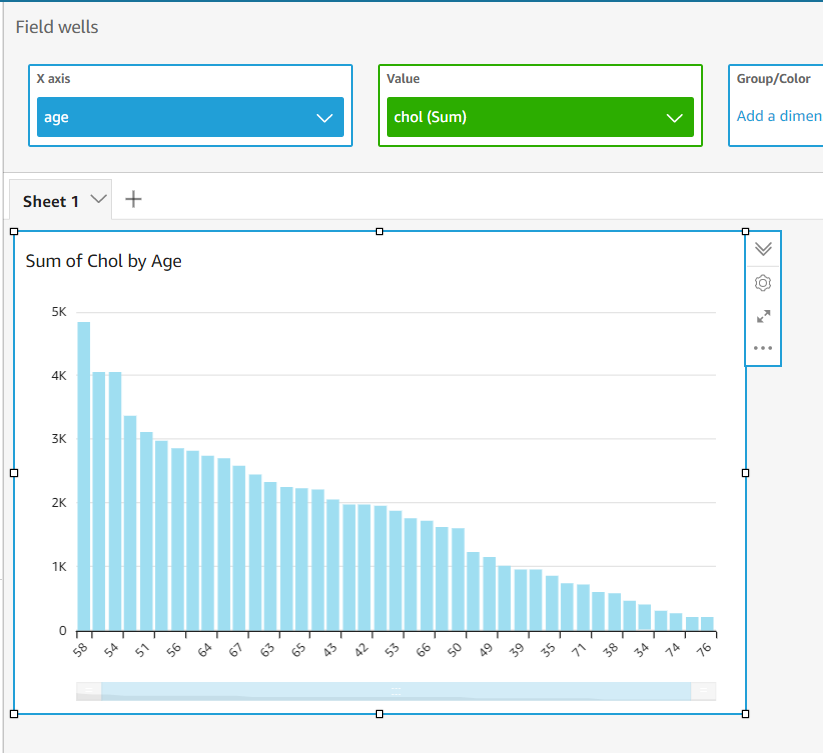 Field wells
X axis
Value
Group/Color
age
chol (Sum)
Add a dimen
Sheet 1
Sum of Chol by Age
5K
4K
3K
2K
1K
0
58 54 51 56 64 67 63 65 43 42 53 66 50 49 39 35 71 38 34 74 76